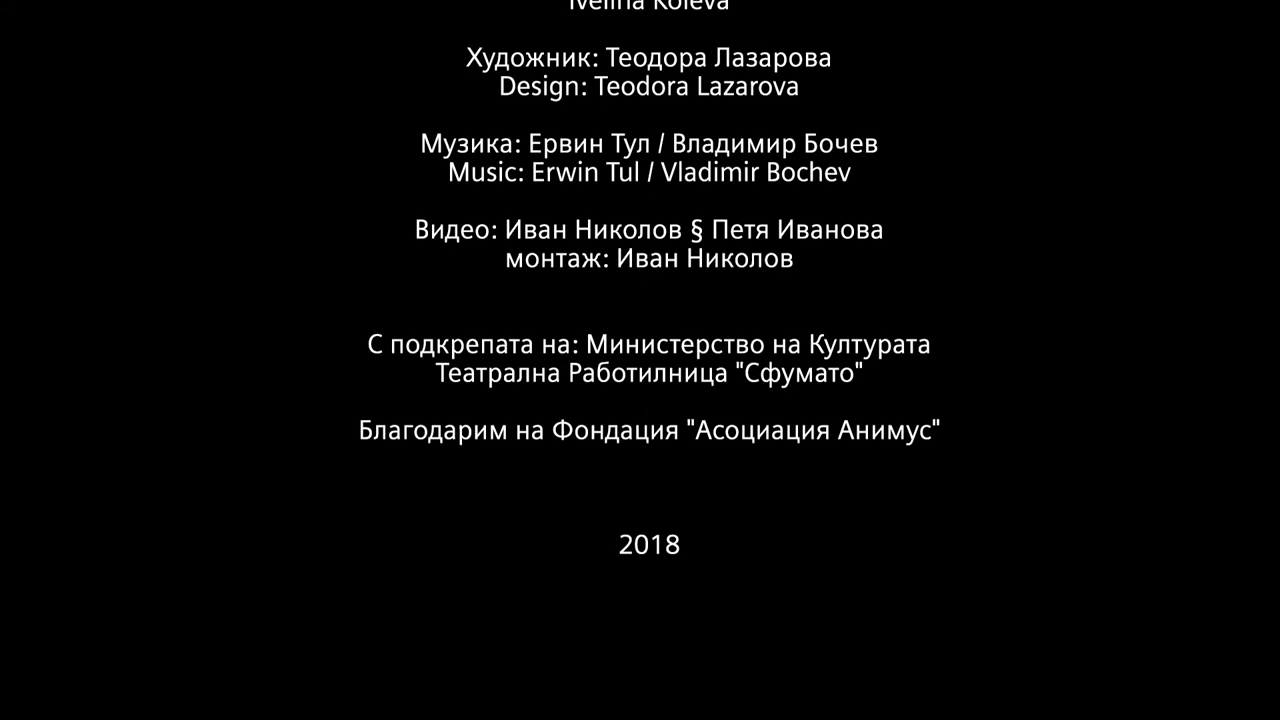 Ivelina Koleva
Художник: Теодора Лазарова
Design: Teodora Lazarova
Музика: Ервин Тул / Владимир Бочев
Music: Erwin Tul / Vladimir Bochev
Видео: Иван Николов § Петя Иванова
монтаж: Иван Николов
С подкрепата на: Министерство на Културата
Театрална Работилница "Сфумато"
Благодарим на Фондация "Асоциация Анимус"
2018